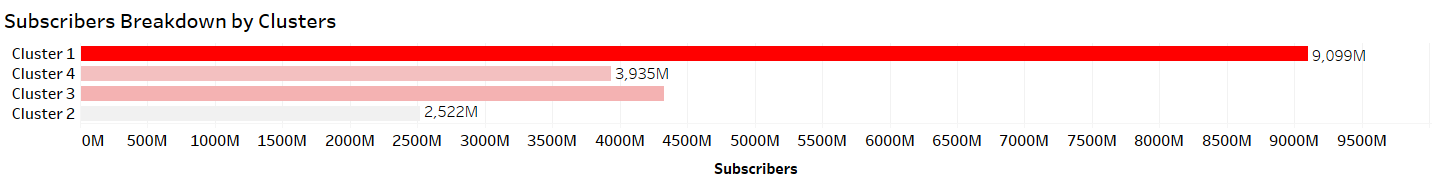 Subscribers Breakdown by Clusters
Cluster 1 9,099M
Cluster 4 3,935M
Cluster 3
Cluster 2 2,522M
0M 500M 1000M 1500M 2000M 2500M 3000M 3500M 4000M 4500M 5000M 5500M 6000M 6500M 7000M 7500M 8000M 8500M 9000M 9500M
Subscribers